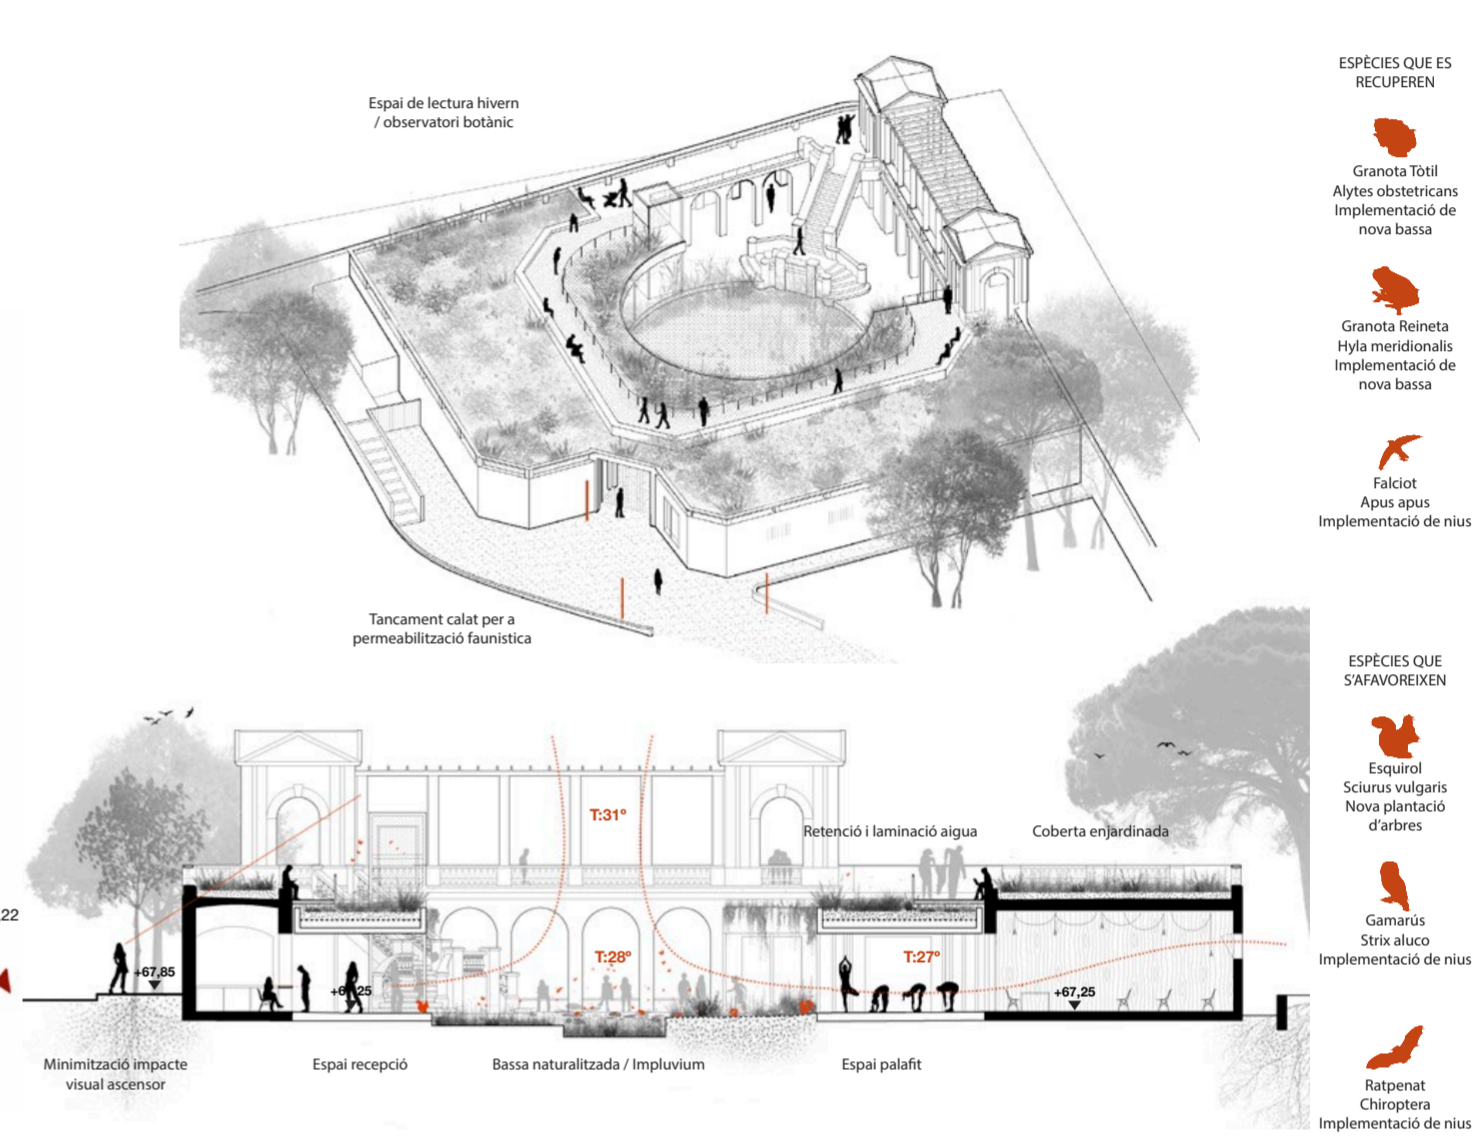 Espai de lectura hivern
/ observatori botànic
Tancament calat per a
permeabilització faunistica
ESPÈCIES QUE ES
RECUPEREN
Granota Tòtil
Alytes obstetricans
Implementació de
nova bassa
Granota Reineta
Hyla meridionalis
Implementació de
nova bassa
Falciot
Apus apus
Implementació de nius
ESPÈCIES QUE
S'AFAVOREIXEN
Esquirol
Sciurus vulgaris
Nova plantació
d'arbres
Gamarús
Strix aluco
Implementació de nius
Ratpenat
Chiroptera
Implementació de nius
T:31º
Retenció i laminació aigua
Coberta enjardinada
22
T:28º
T:27º
+67,85
+67,25
Minimització impacte
visual ascensor
Espai recepció
Bassa naturalitzada / Impluvium
Espai palafit